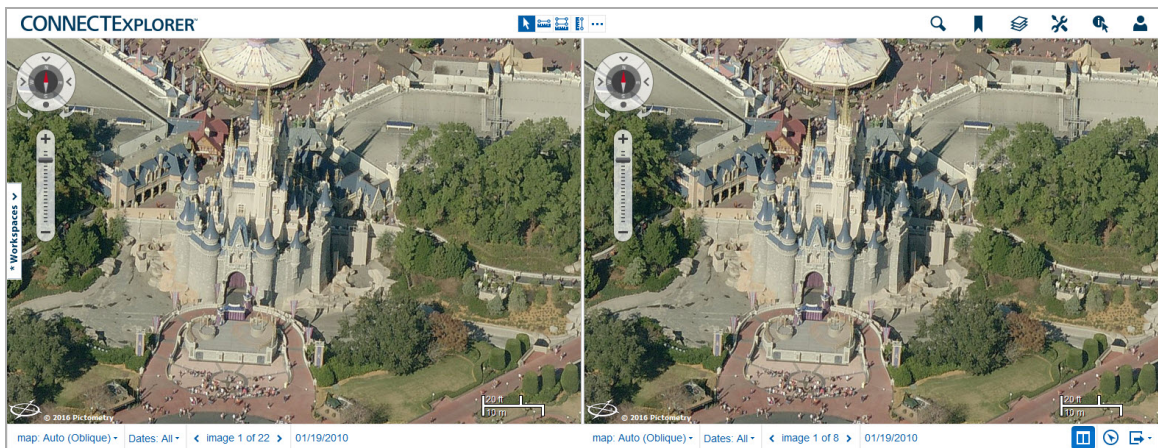 CONNECTEXPLORER™
* Workspaces
© 2016 Pictometry
20 ft
10 m
© 2016 Pictometry
20 ft
10 m
map: Auto (Oblique)
Dates: All
image 1 of 22
01/19/2010
map: Auto (Oblique)
Dates: All
image 1 of 8
01/19/2010